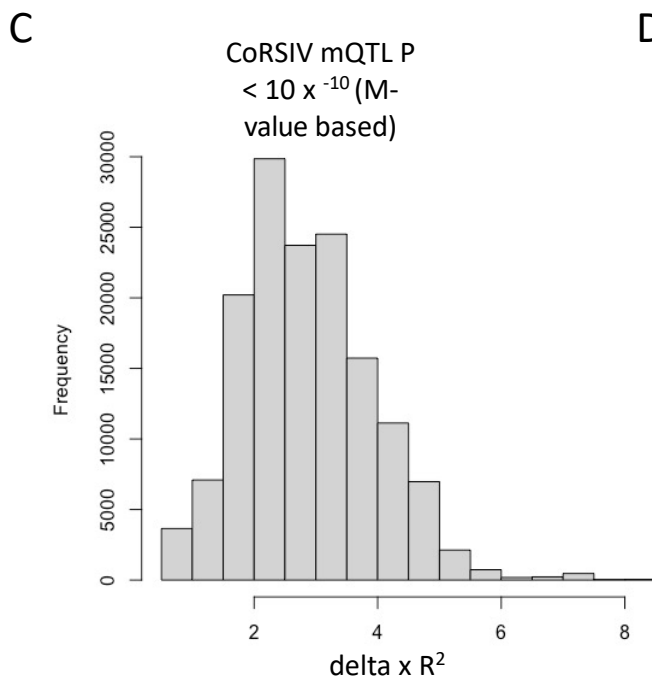 C
D
CoRSIV mQTL P
< 10 x ⁻¹⁰ (M-
value based)
30000
25000
20000
15000
10000
5000
0
Frequency
2 4 6 8
delta x R²